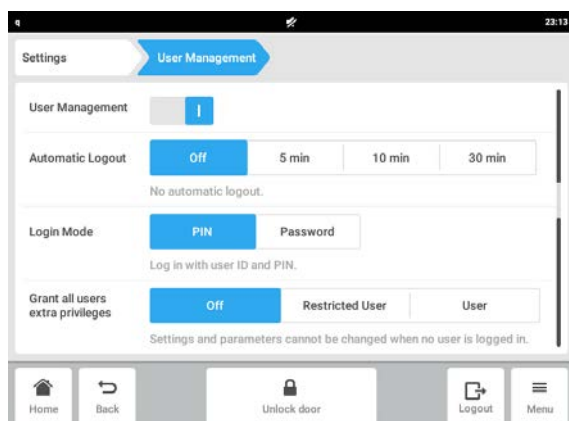 q 23:13
Settings User Management
User Management I
Automatic Logout Off 5 min 10 min 30 min
No automatic logout.
Login Mode PIN Password
Log in with user ID and PIN.
Grant all users
extra privileges Off Restricted User User
Settings and parameters cannot be changed when no user is logged in.
Home Back Unlock door Logout Menu